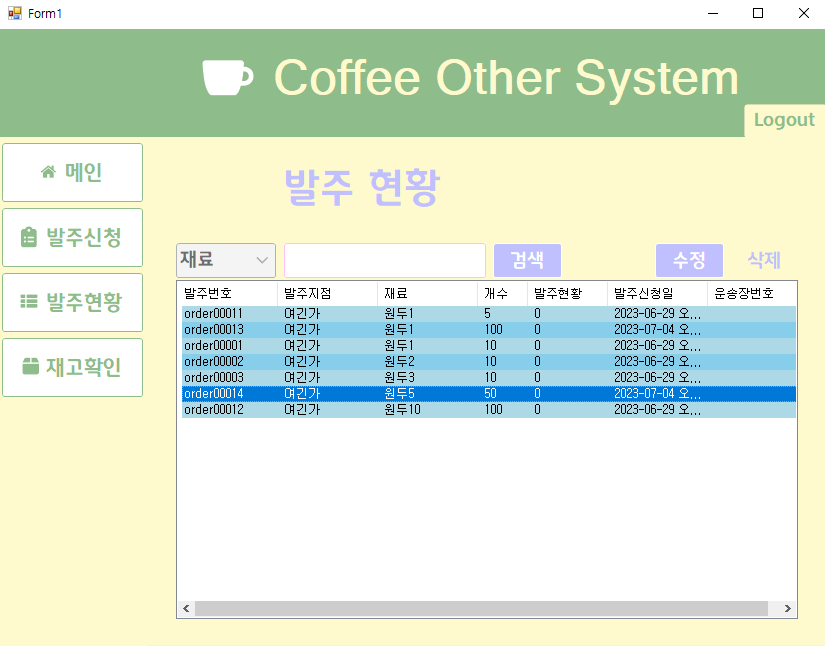 Form1
Coffee Other System
Logout
메인
발주신청
발주현황
재고확인
발주 현황
재료 검색 수정 삭제
발주번호 발주지점 재료 개수 발주현황 발주신청일 운송장번호
order00011 여긴가 원두1 5 0 2023-06-29 오...
order00013 여긴가 원두1 100 0 2023-07-04 오...
order00001 여긴가 원두1 10 0 2023-06-29 오...
order00002 여긴가 원두2 10 0 2023-06-29 오...
order00003 여긴가 원두3 10 0 2023-06-29 오...
order00014 여긴가 원두5 50 0 2023-07-04 오...
order00012 여긴가 원두10 100 0 2023-06-29 오...